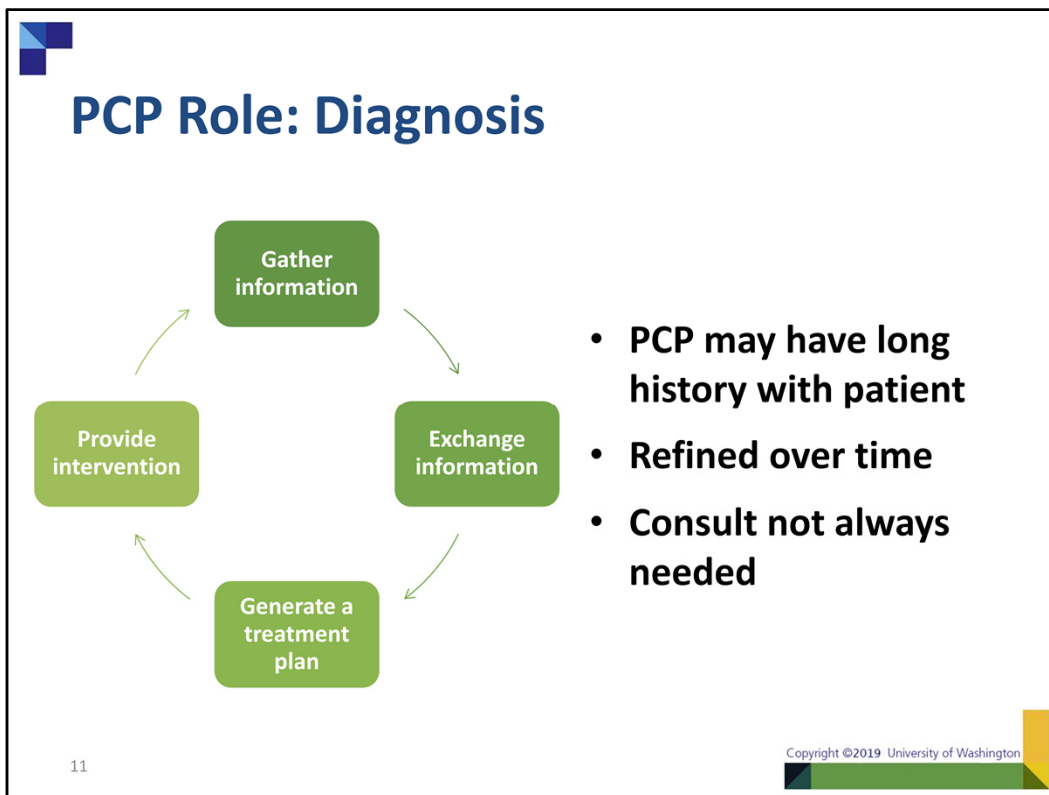 PCP Role: Diagnosis
Gather
information
Exchange
information
Generate a
treatment
plan
Provide
intervention
• PCP may have long
history with patient
• Refined over time
• Consult not always
needed
11
Copyright ©2019 University of Washington